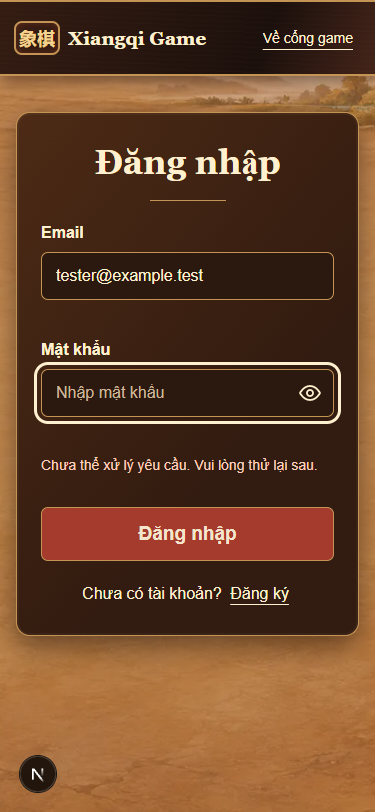 象棋 Xiangqi Game Về cổng game
Đăng nhập
Email
tester@example.test
Mật khẩu
Nhập mật khẩu
Chưa thể xử lý yêu cầu. Vui lòng thử lại sau.
Đăng nhập
Chưa có tài khoản? Đăng ký
N